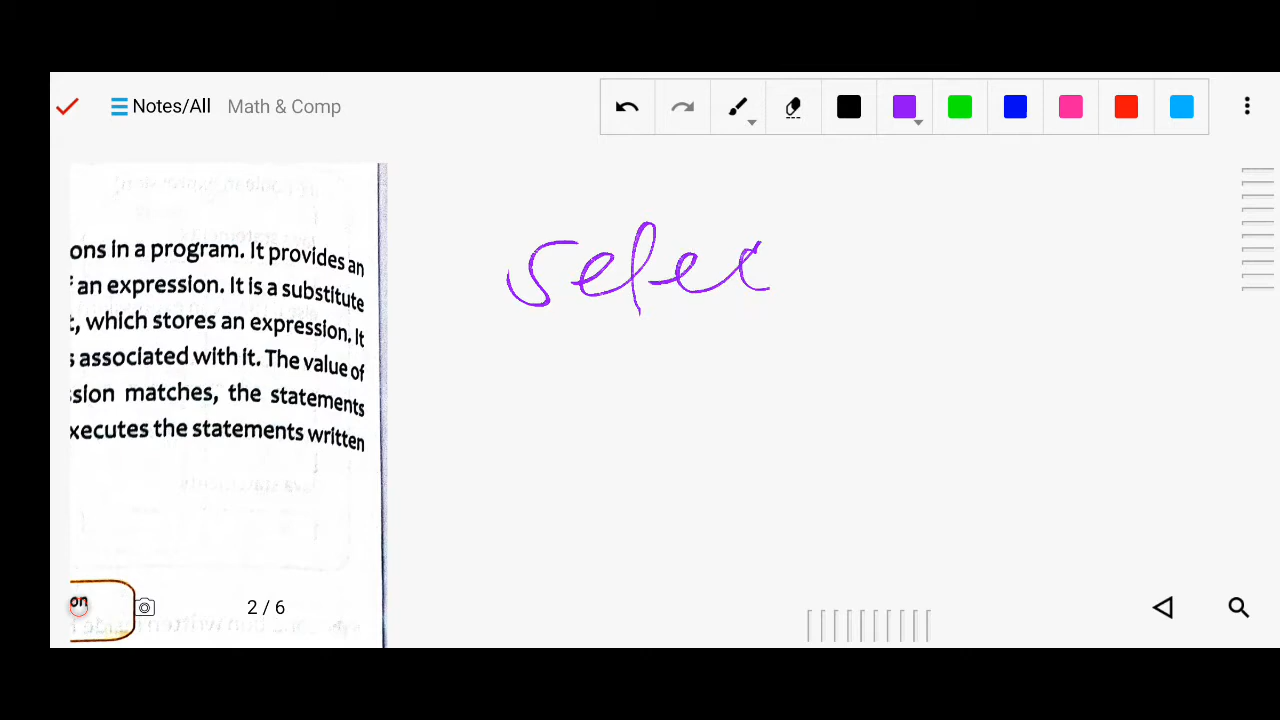 Notes/All Math & Comp
ons in a program. It provides an
f an expression. It is a substitute
t, which stores an expression. It
s associated with it. The value of
ssion matches, the statements
xecutes the statements written
on
2 / 6
selec